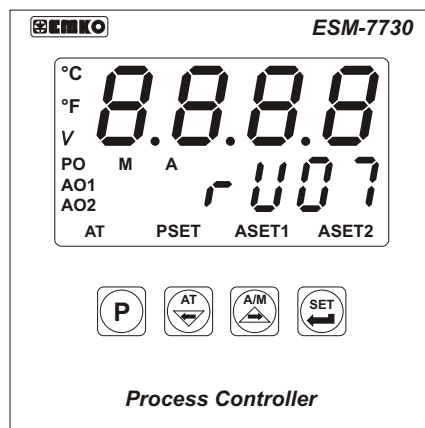 EMKO ESM-7730
°C 8.8.8.8
°F
V
PO M A
AO1 rU07
AO2
AT PSET ASET1 ASET2
P AT A/M SET
Process Controller